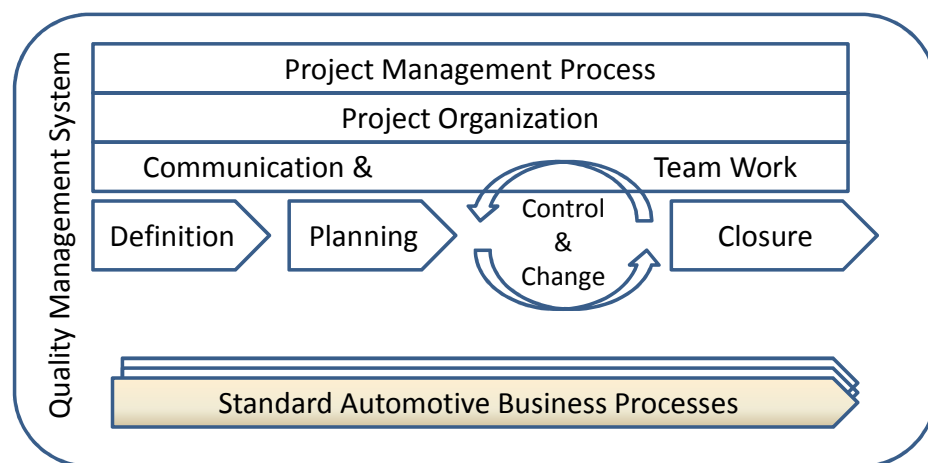 Quality Management System
Project Management Process
Project Organization
Communication & Team Work
Definition
Planning
Control
&
Change
Closure
Standard Automotive Business Processes